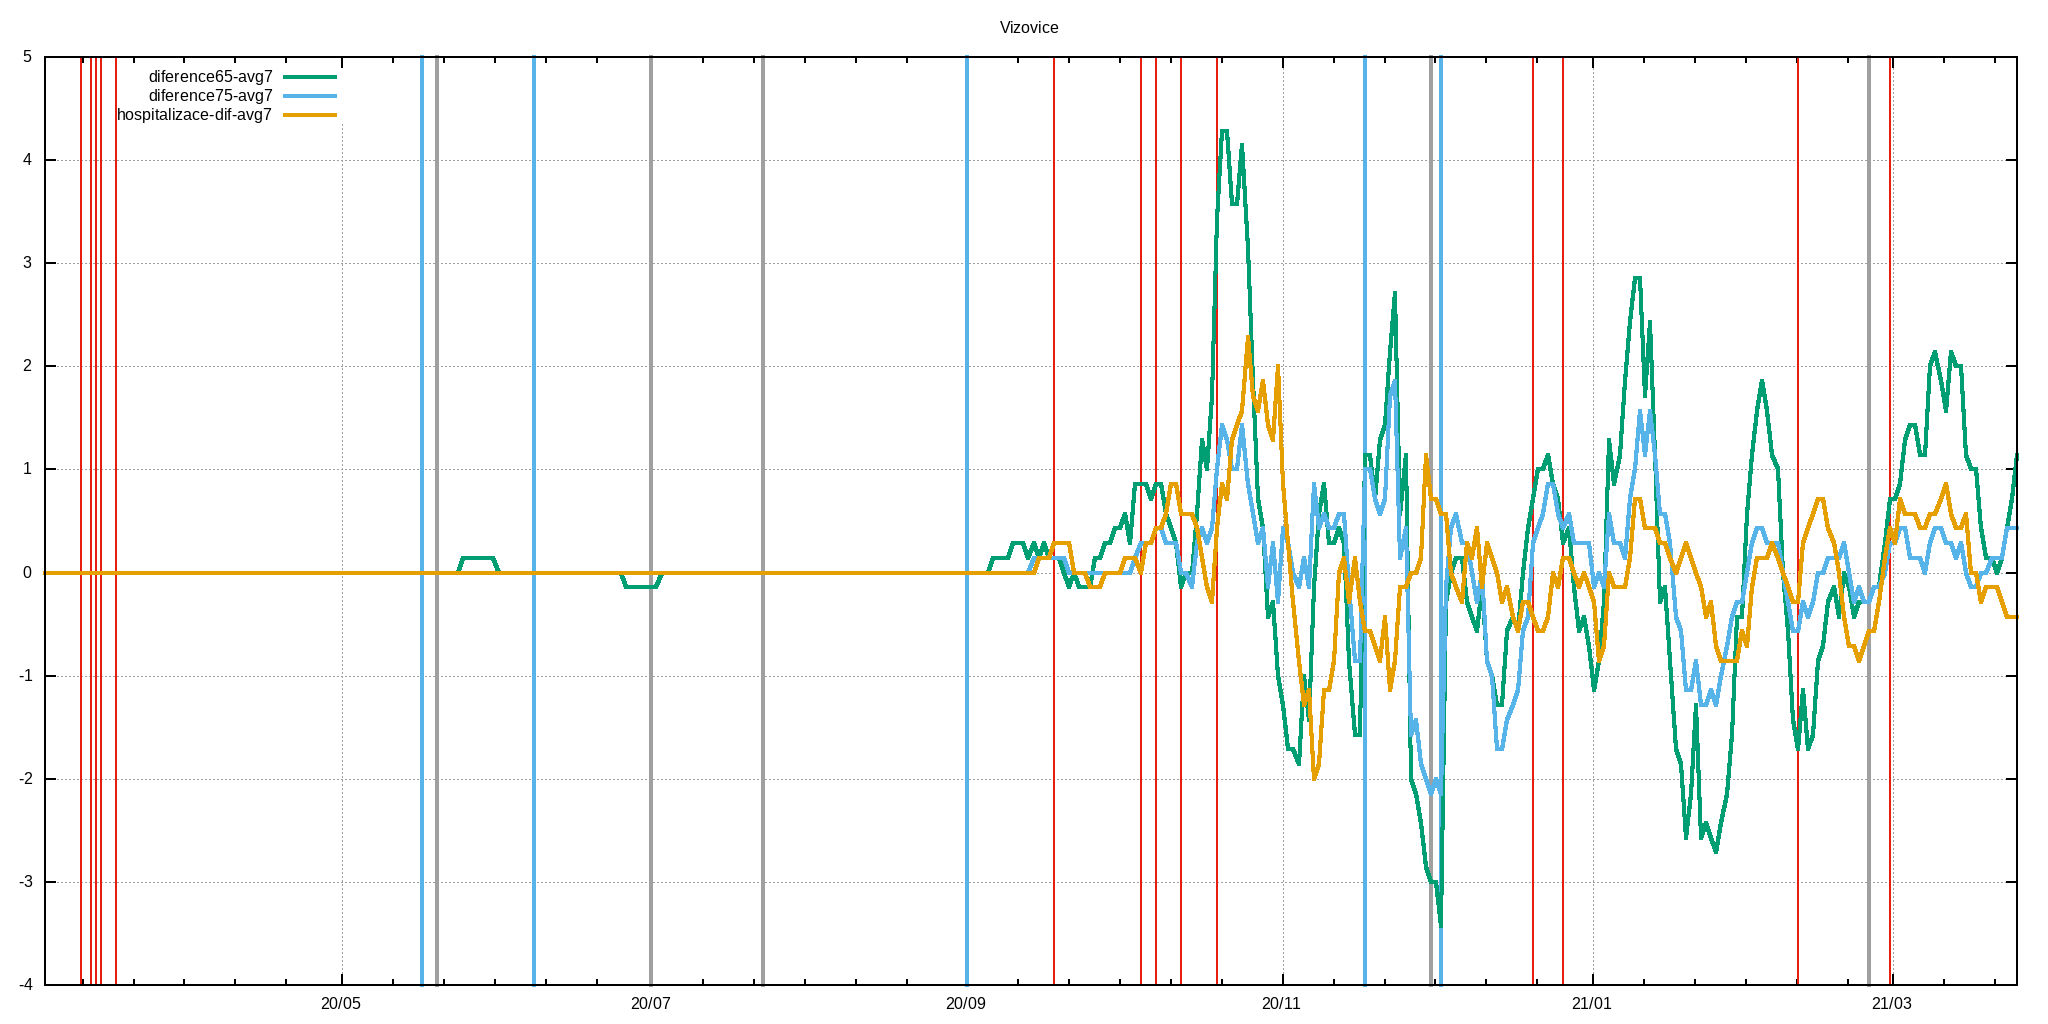 Vizovice
5
diference65-avg7
diference75-avg7
hospitalizace-dif-avg7
4
3
2
1
0
-1
-2
-3
-4
20/05 20/07 20/09 20/11 21/01 21/03